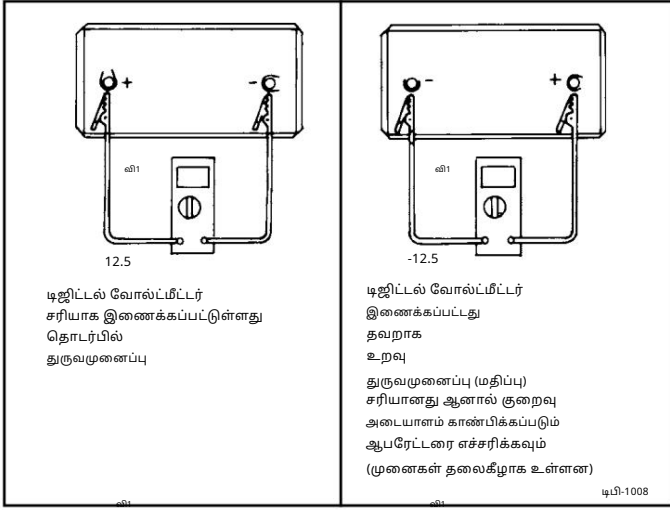 + -
வி1
12.5
டிஜிட்டல் வோல்ட்மீட்டர்
சரியாக இணைக்கப்பட்டுள்ளது
தொடர்பில்
துருவமுனைப்பு
வி1
- +
வி1
-12.5
டிஜிட்டல் வோல்ட்மீட்டர்
இணைக்கப்பட்டது
தவறாக
உறவு
துருவமுனைப்பு (மதிப்பு)
சரியானது ஆனால் குறைவு
அடையாளம் காண்பிக்கப்படும்
ஆபரேட்டரை எச்சரிக்கவும்
(முனைகள் தலைகீழாக உள்ளன)
டிபி-1008
வி1